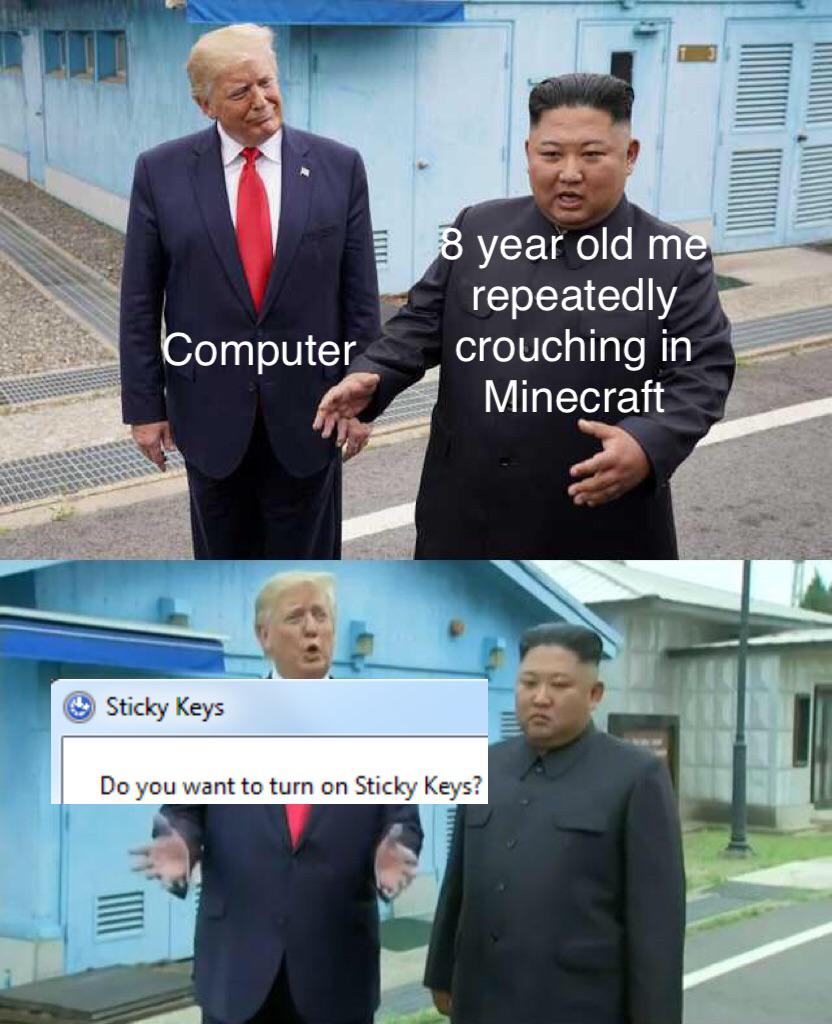 8 year old me
repeatedly
Computer
crouching in
Minecraft
Sticky Keys
Do you want to turn on Sticky Keys?